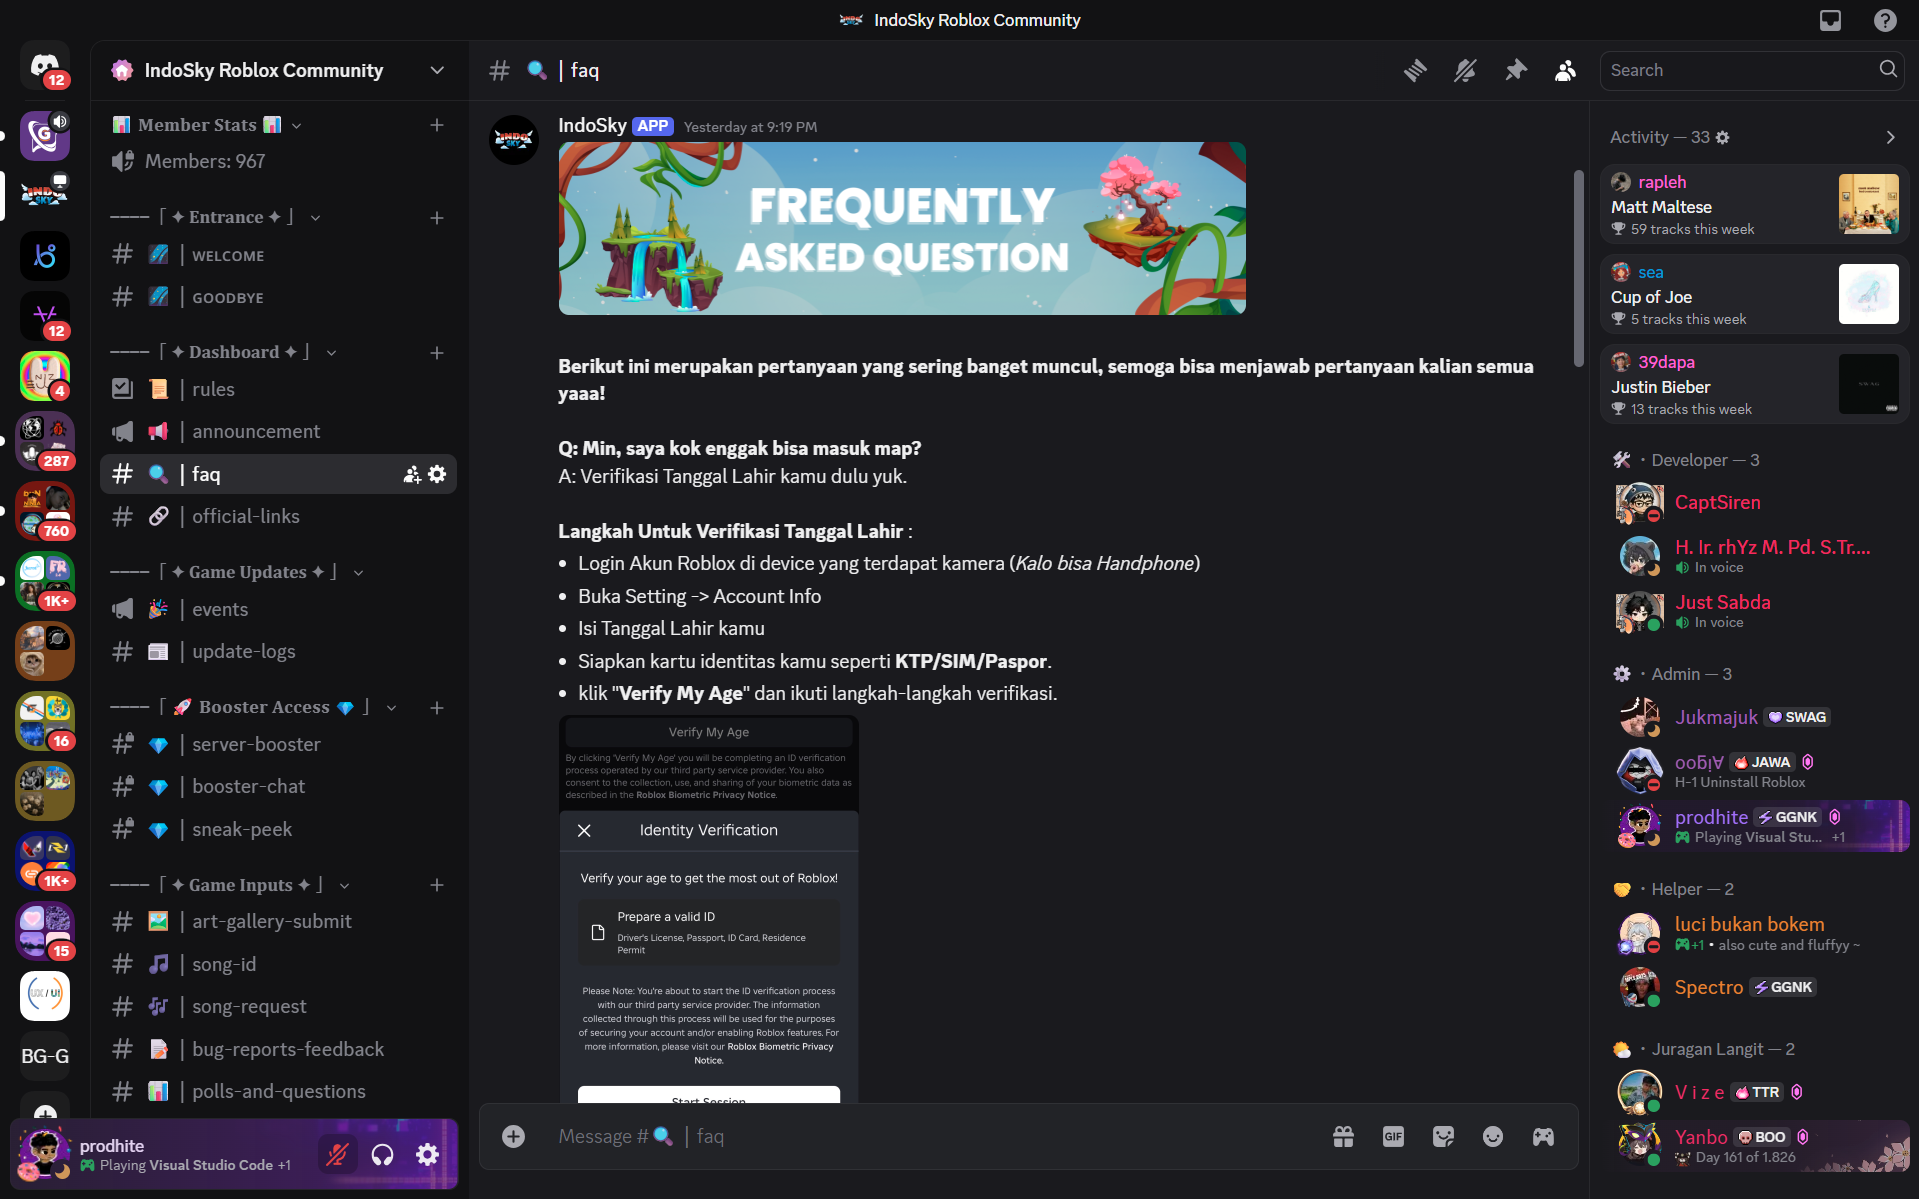 IndoSky Roblox Community
12
12
4
287
760
1K+
16
1K+
15
UX / UI
BG-G
IndoSky Roblox Community
Member Stats
Members: 967
---- ⌈ ✦ Entrance ✦ ⌋
| WELCOME
| GOODBYE
---- ⌈ ✦ Dashboard ✦ ⌋
| rules
| announcement
| faq
| official-links
---- ⌈ ✦ Game Updates ✦ ⌋
| events
| update-logs
---- ⌈ 🚀 Booster Access 💎 ⌋
| server-booster
| booster-chat
| sneak-peek
---- ⌈ ✦ Game Inputs ✦ ⌋
| art-gallery-submit
| song-id
| song-request
| bug-reports-feedback
| polls-and-questions
prodhite
Playing Visual Studio Code +1
| faq
IndoSky APP Yesterday at 9:19 PM
INDO
SKY
FREQUENTLY
ASKED QUESTION
Berikut ini merupakan pertanyaan yang sering banget muncul, semoga bisa menjawab pertanyaan kalian semua
yaaa!
Q: Min, saya kok enggak bisa masuk map?
A: Verifikasi Tanggal Lahir kamu dulu yuk.
Langkah Untuk Verifikasi Tanggal Lahir :
• Login Akun Roblox di device yang terdapat kamera (Kalo bisa Handphone)
• Buka Setting -> Account Info
• Isi Tanggal Lahir kamu
• Siapkan kartu identitas kamu seperti KTP/SIM/Paspor.
• klik "Verify My Age" dan ikuti langkah-langkah verifikasi.
Verify My Age
By clicking 'Verify My Age' you will be completing an ID verification
process operated by our third party service provider. You also
consent to the collection, use, and sharing of your biometric data as
described in the Roblox Biometric Privacy Notice.
Identity Verification
Verify your age to get the most out of Roblox!
Prepare a valid ID
Driver's License, Passport, ID Card, Residence
Permit
Please Note: You're about to start the ID verification process
with our third party service provider. The information
collected through this process will be used for the purposes
of securing your account and/or enabling Roblox features. For
more information, please visit our Roblox Biometric Privacy
Notice.
Start Session
Message # | faq
GIF
Search
Activity — 33
rapleh
Matt Maltese
59 tracks this week
sea
Cup of Joe
5 tracks this week
39dapa
Justin Bieber
13 tracks this week
SWAG
· Developer — 3
CaptSiren
H. Ir. rhYz M. Pd. S.Tr....
In voice
Just Sabda
In voice
· Admin — 3
Jukmajuk SWAG
JAWA
H-1 Uninstall Roblox
prodhite GGNK
Playing Visual Stu... +1
· Helper — 2
luci bukan bokem
+1 • also cute and fluffyy ~
Spectro GGNK
· Juragan Langit — 2
V i z e TTR
Yanbo BOO
Day 161 of 1.826